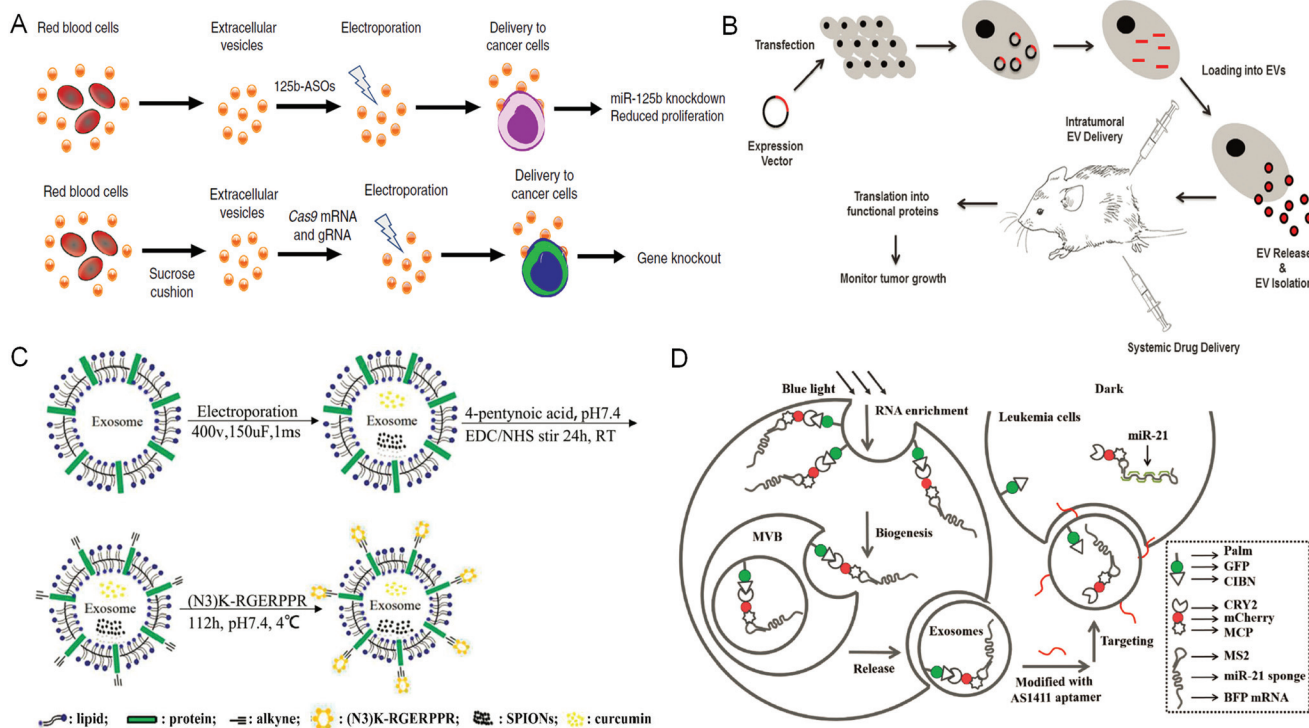 A
Red blood cells
Extracellular
vesicles
Electroporation
Delivery to
cancer cells
125b-ASOs
miR-125b knockdown
Reduced proliferation
Red blood cells
Extracellular
vesicles
Electroporation
Delivery to
cancer cells
Cas9 mRNA
and gRNA
Sucrose
cushion
Gene knockout
B
Transfection
Expression
Vector
Loading into EVs
Intratumoral
EV Delivery
Translation into
functional proteins
Monitor tumor growth
EV Release
&
EV Isolation
Systemic Drug Delivery
C
Exosome
Electroporation
400v,150uF,1ms
Exosome
4-pentynoic acid, pH7.4
EDC/NHS stir 24h, RT
Exosome
(N3)K-RGERPPR
112h, pH7.4, 4℃
Exosome
: lipid; : protein; : alkyne; : (N3)K-RGERPPR; : SPIONs; : curcumin
D
Blue light
RNA enrichment
Dark
Leukemia cells
miR-21
Biogenesis
MVB
Release
Exosomes
Modified with
AS1411 aptamer
Targeting
Palm
GFP
CIBN
CRY2
mCherry
MCP
MS2
miR-21 sponge
BFP mRNA